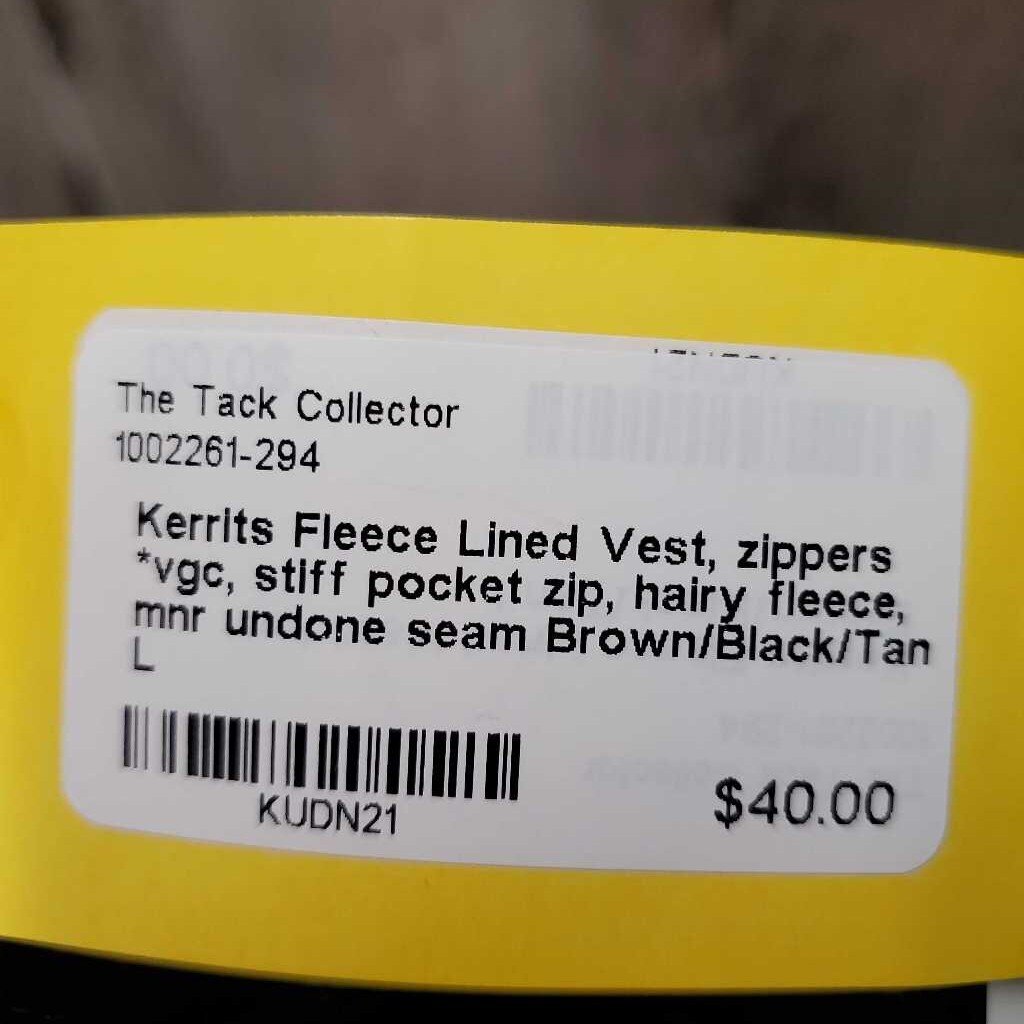 The Tack Collector
1002261-294
Kerrits Fleece Lined Vest, zippers
*vgc, stiff pocket zip, hairy fleece,
mnr undone seam Brown/Black/Tan
L
KUDN21
$40.00